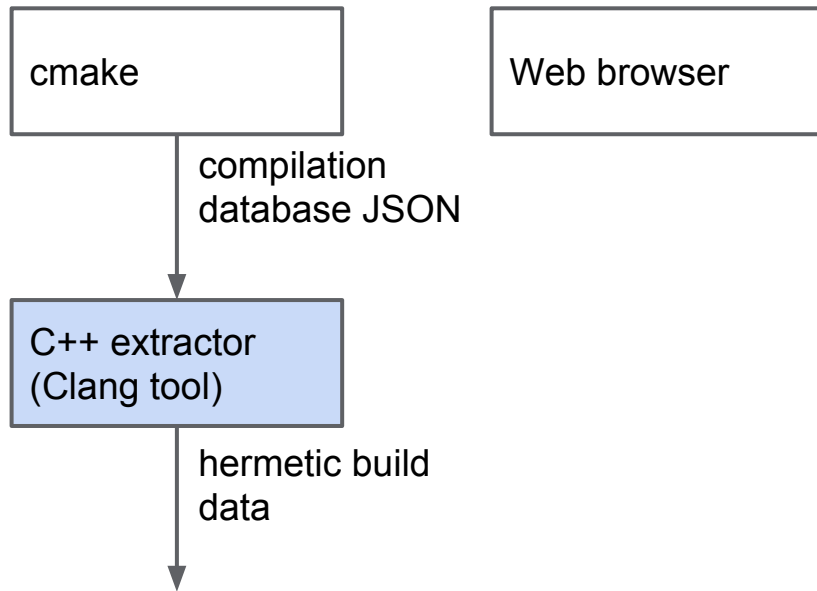 cmake
Web browser
compilation
database JSON
C++ extractor
(Clang tool)
hermetic build
data